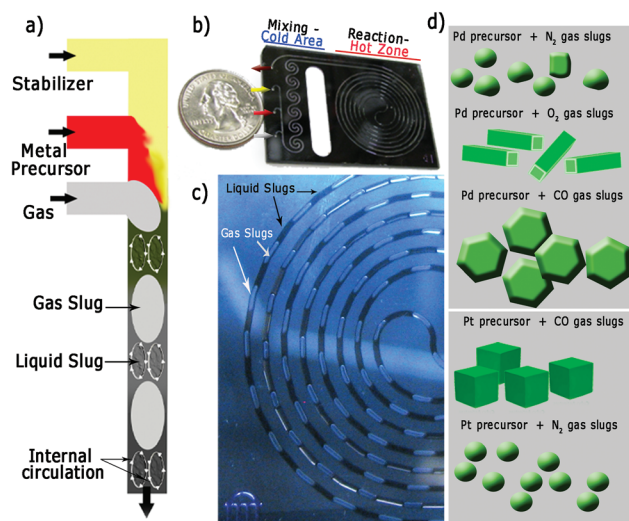 a)
Stabilizer
Metal
Precursor
Gas
Gas Slug
Liquid Slug
Internal
circulation
b)
Mixing -
Cold Area
Reaction-
Hot Zone
c)
Liquid Slugs
Gas Slugs
d)
Pd precursor + N₂ gas slugs
Pd precursor + O₂ gas slugs
Pd precursor + CO gas slugs
Pt precursor + CO gas slugs
Pt precursor + N₂ gas slugs